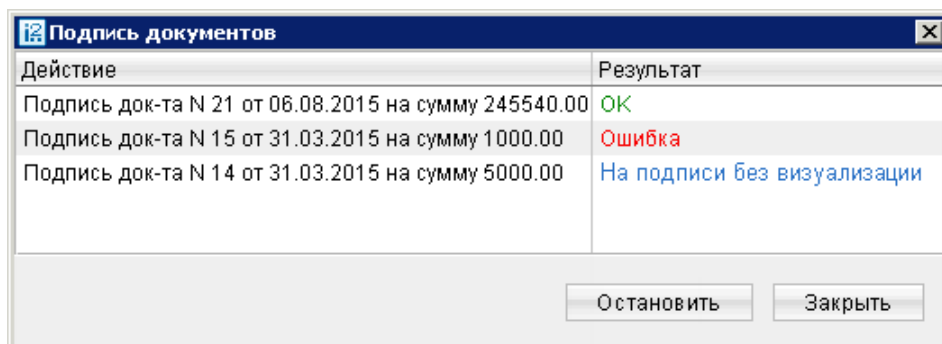 Подпись документов
Действие Результат
Подпись док-та N 21 от 06.08.2015 на сумму 245540.00 OK
Подпись док-та N 15 от 31.03.2015 на сумму 1000.00 Ошибка
Подпись док-та N 14 от 31.03.2015 на сумму 5000.00 На подписи без визуализации
Остановить Закрыть